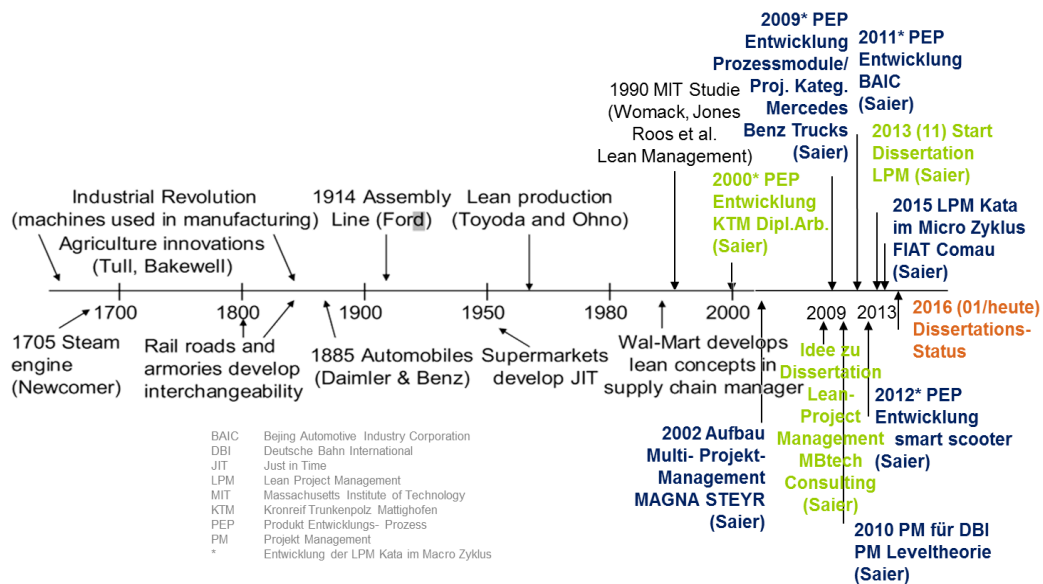 2009* PEP
Entwicklung
Prozessmodule/
Proj. Kateg.
Mercedes
Benz Trucks
(Saier)
2011* PEP
Entwicklung
BAIC
(Saier)
1990 MIT Studie
(Womack, Jones
Roos et al.
Lean Management)
2013 (11) Start
Dissertation
LPM (Saier)
2000* PEP
Entwicklung
KTM Dipl.Arb.
(Saier)
2015 LPM Kata
im Micro Zyklus
FIAT Comau
(Saier)
Industrial Revolution
(machines used in manufacturing)
Agriculture innovations
(Tull, Bakewell)
1914 Assembly
Line (Ford)
Lean production
(Toyoda and Ohno)
1700
1800
1900
1950
1980
2000
2009
2013
2016 (01/heute)
Dissertations-
Status
1705 Steam
engine
(Newcomer)
Rail roads and
armories develop
interchangeability
1885 Automobiles
(Daimler & Benz)
Supermarkets
develop JIT
Wal-Mart develops
lean concepts in
supply chain manager
Idee zu
Dissertation
Lean-
Project
Management
MBtech
Consulting
(Saier)
2012* PEP
Entwicklung
smart scooter
(Saier)
2002 Aufbau
Multi- Projekt-
Management
MAGNA STEYR
(Saier)
2010 PM für DBI
PM Leveltheorie
(Saier)
BAIC Bejing Automotive Industry Corporation
DBI Deutsche Bahn International
JIT Just in Time
LPM Lean Project Management
MIT Massachusetts Institute of Technology
KTM Kronreif Trunkenpolz Mattighofen
PEP Produkt Entwicklungs- Prozess
PM Projekt Management
* Entwicklung der LPM Kata im Macro Zyklus